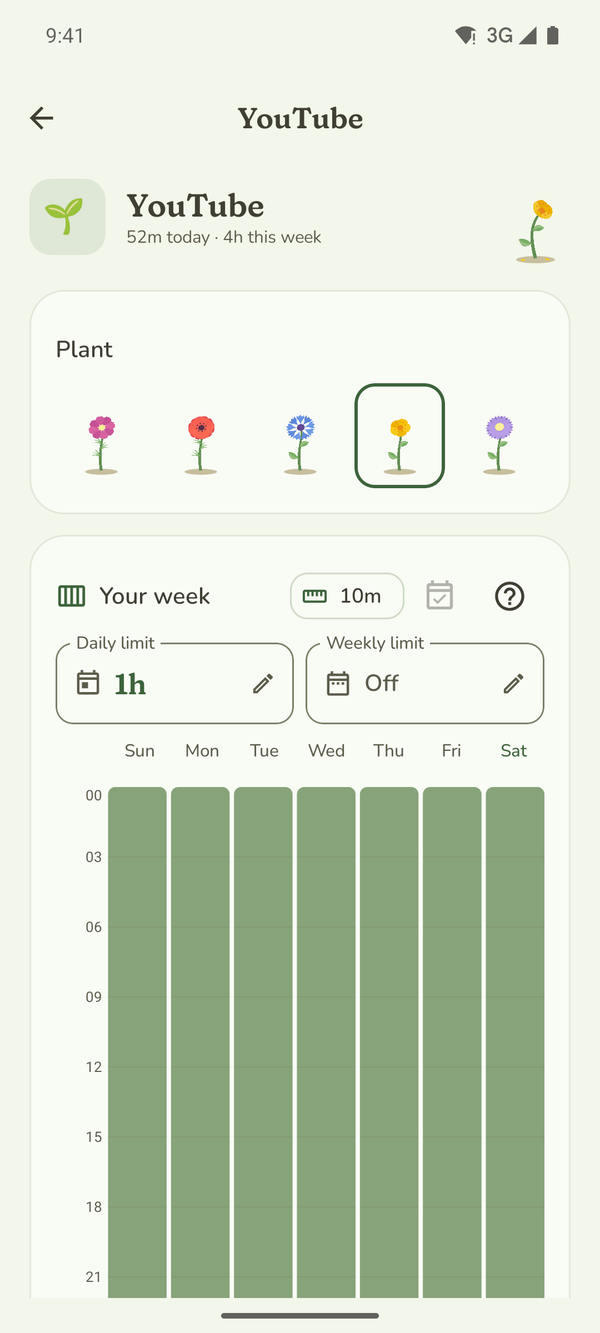 9:41 3G
YouTube
YouTube
52m today · 4h this week
Plant
Your week 10m
Daily limit Weekly limit
1h Off
Sun Mon Tue Wed Thu Fri Sat
00
03
06
09
12
15
18
21